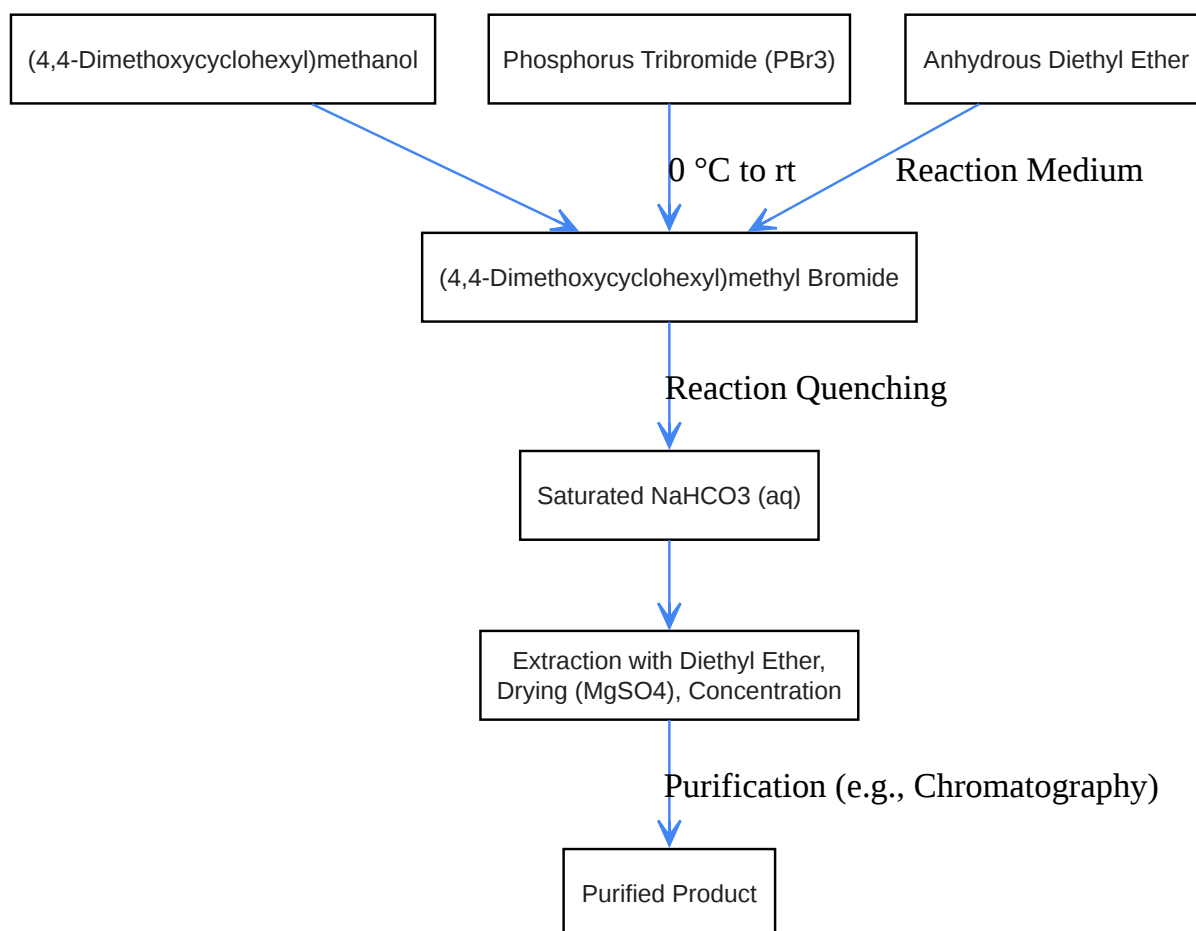 (4,4-Dimethoxycyclohexyl)methanol
Phosphorus Tribromide (PBr3)
Anhydrous Diethyl Ether
0 °C to rt
Reaction Medium
(4,4-Dimethoxycyclohexyl)methyl Bromide
Reaction Quenching
Saturated NaHCO3 (aq)
Extraction with Diethyl Ether,
Drying (MgSO4), Concentration
Purification (e.g., Chromatography)
Purified Product